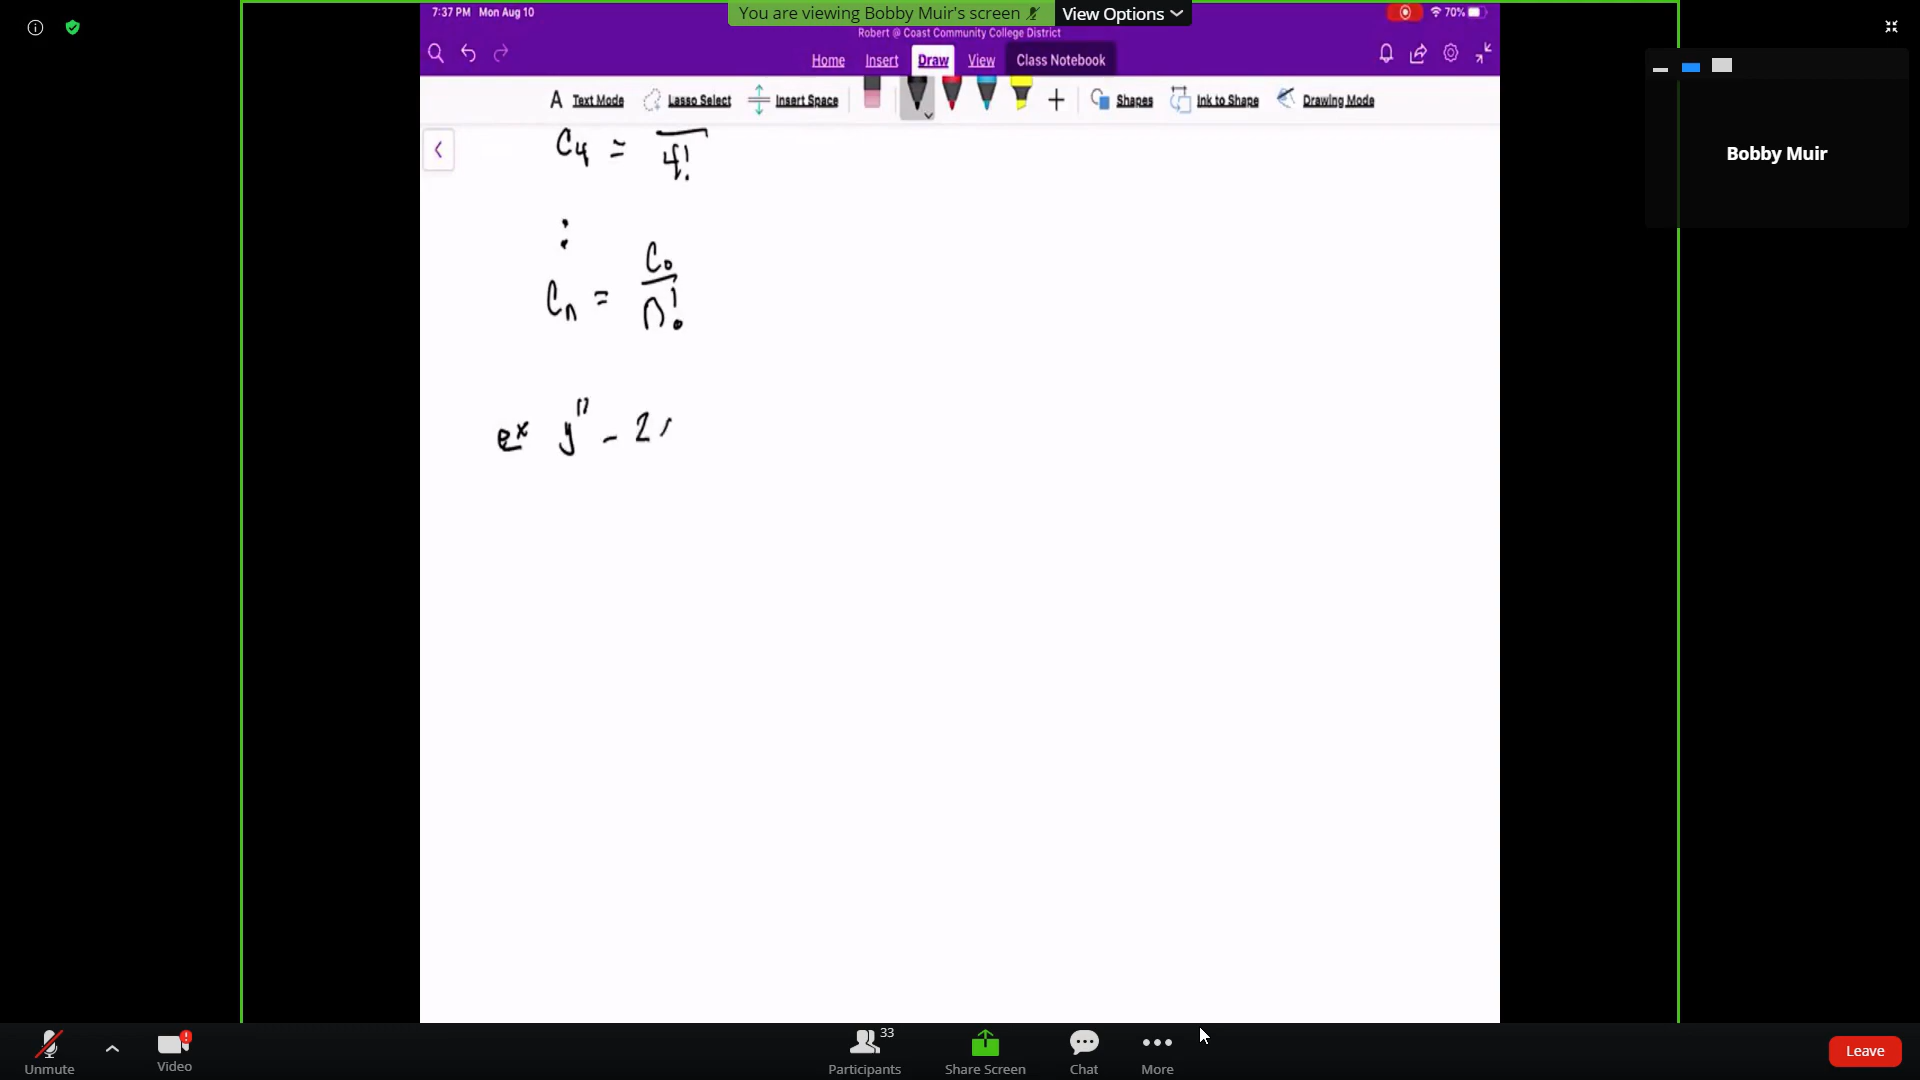 7:37 PM Mon Aug 10
You are viewing Bobby Muir's screen
View Options
70%
Robert @ Coast Community College District
Home Insert Draw View Class Notebook
A Text Mode Lasso Select Insert Space + Shapes Ink to Shape Drawing Mode
Bobby Muir
C₄ = ―/4!
:
Cₙ = C₀/n!
ex y'' - 2
Unmute
Video
33
Participants
Share Screen
Chat
More
Leave